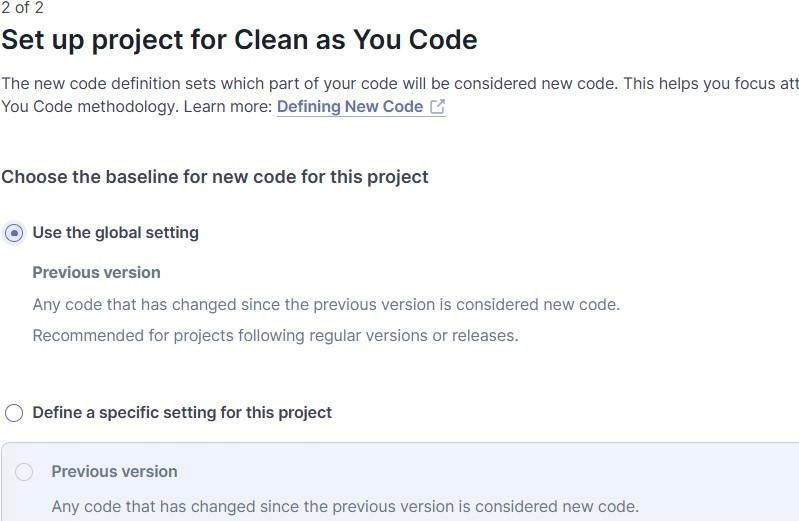 2 of 2
Set up project for Clean as You Code
The new code definition sets which part of your code will be considered new code. This helps you focus att
You Code methodology. Learn more: Defining New Code
Choose the baseline for new code for this project
Use the global setting
Previous version
Any code that has changed since the previous version is considered new code.
Recommended for projects following regular versions or releases.
Define a specific setting for this project
Previous version
Any code that has changed since the previous version is considered new code.